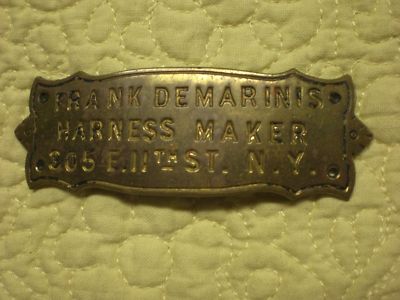 FRANK DEMARINIS
HARNESS MAKER
305 E. 11TH ST. N.Y.